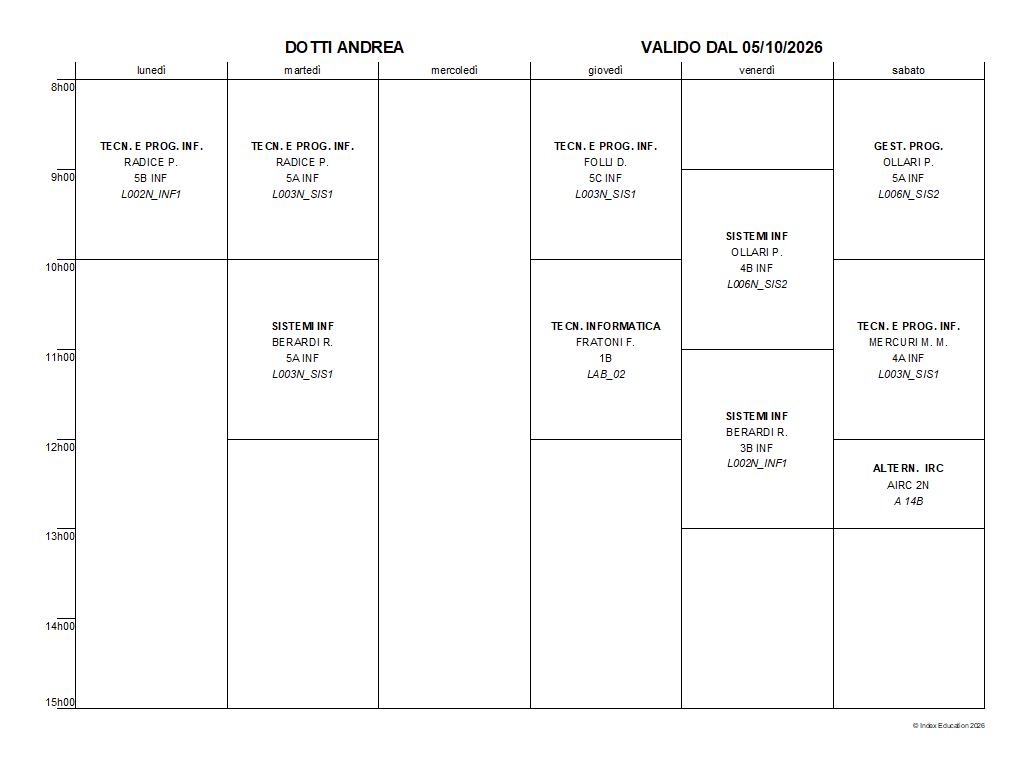 DOTTI ANDREA
VALIDO DAL 05/10/2026
lunedì
martedì
mercoledì
giovedì
venerdì
sabato
8h00
9h00
10h00
11h00
12h00
13h00
14h00
15h00
TECN. E PROG. INF.
RADICE P.
5B INF
L002N_INF1
TECN. E PROG. INF.
RADICE P.
5A INF
L003N_SIS1
SISTEMI INF
BERARDI R.
5A INF
L003N_SIS1
TECN. E PROG. INF.
FOLLI D.
5C INF
L003N_SIS1
TECN. INFORMATICA
FRATONI F.
1B
LAB_02
SISTEMI INF
OLLARI P.
4B INF
L006N_SIS2
SISTEMI INF
BERARDI R.
3B INF
L002N_INF1
GEST. PROG.
OLLARI P.
5A INF
L006N_SIS2
TECN. E PROG. INF.
MERCURI M. M.
4A INF
L003N_SIS1
ALTERN. IRC
AIRC 2N
A 14B
© Index Education 2026